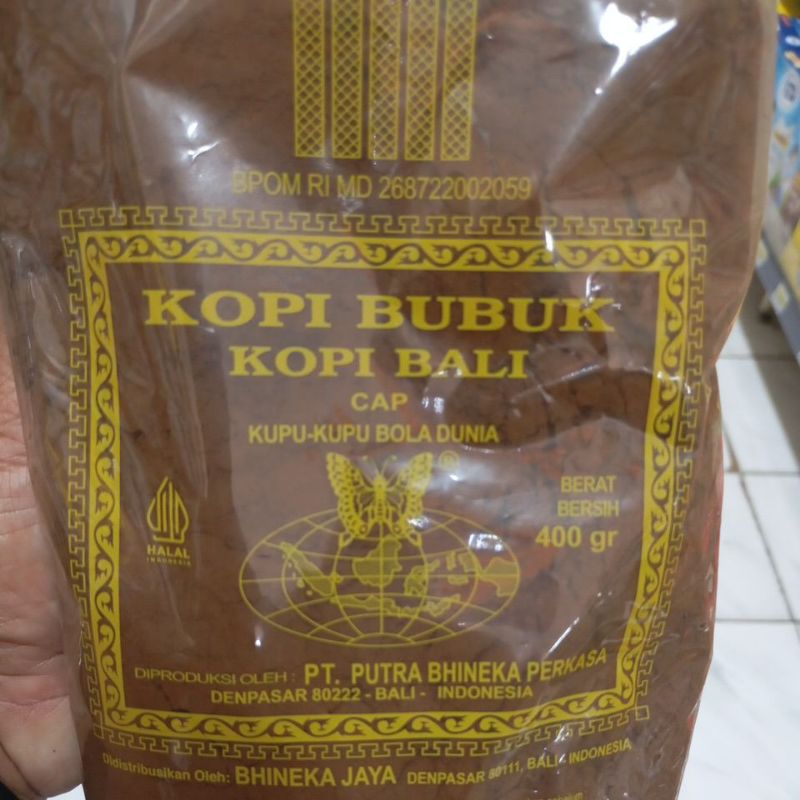 BPOM RI MD 268722002059
KOPI BUBUK
KOPI BALI
CAP
KUPU-KUPU BOLA DUNIA
®
BERAT
BERSIH
400 gr
HALAL
INDONESIA
DIPRODUKSI OLEH : PT. PUTRA BHINEKA PERKASA
DENPASAR 80222 - BALI - INDONESIA
Didistribusikan Oleh: BHINEKA JAYA DENPASAR 80111, BALI - INDONESIA